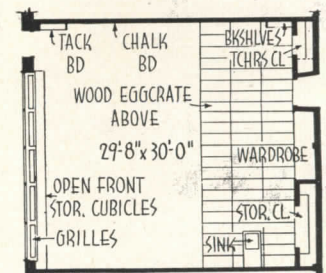 TACK BD
CHALK BD
BKSHLVES
TCHRS CL
WOOD EGGCRATE
ABOVE
29'-8" x 30'-0"
WARDROBE
OPEN FRONT
STOR. CUBICLES
STOR. CL.
GRILLES
SINK